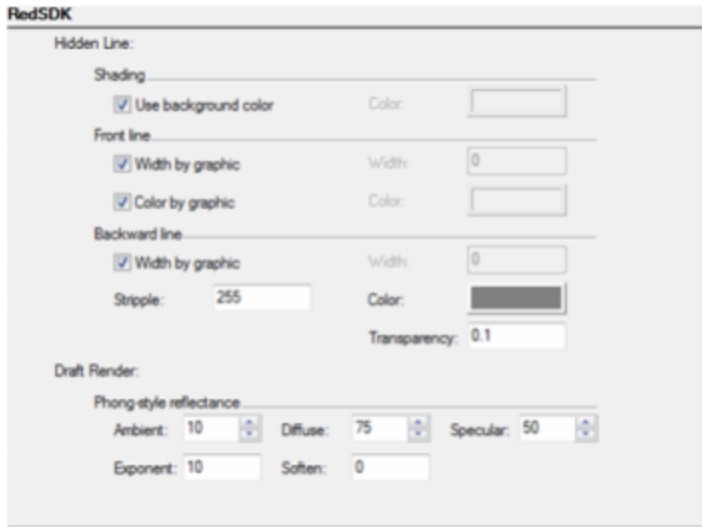 RedSDK
Hidden Line:
Shading
Use background color Color:
Front line
Width by graphic Width: 0
Color by graphic Color:
Backward line
Width by graphic Width: 0
Stripple: 255 Color:
Transparency: 0.1
Draft Render:
Phong-style reflectance
Ambient: 10 Diffuse: 75 Specular: 50
Exponent: 10 Soften: 0